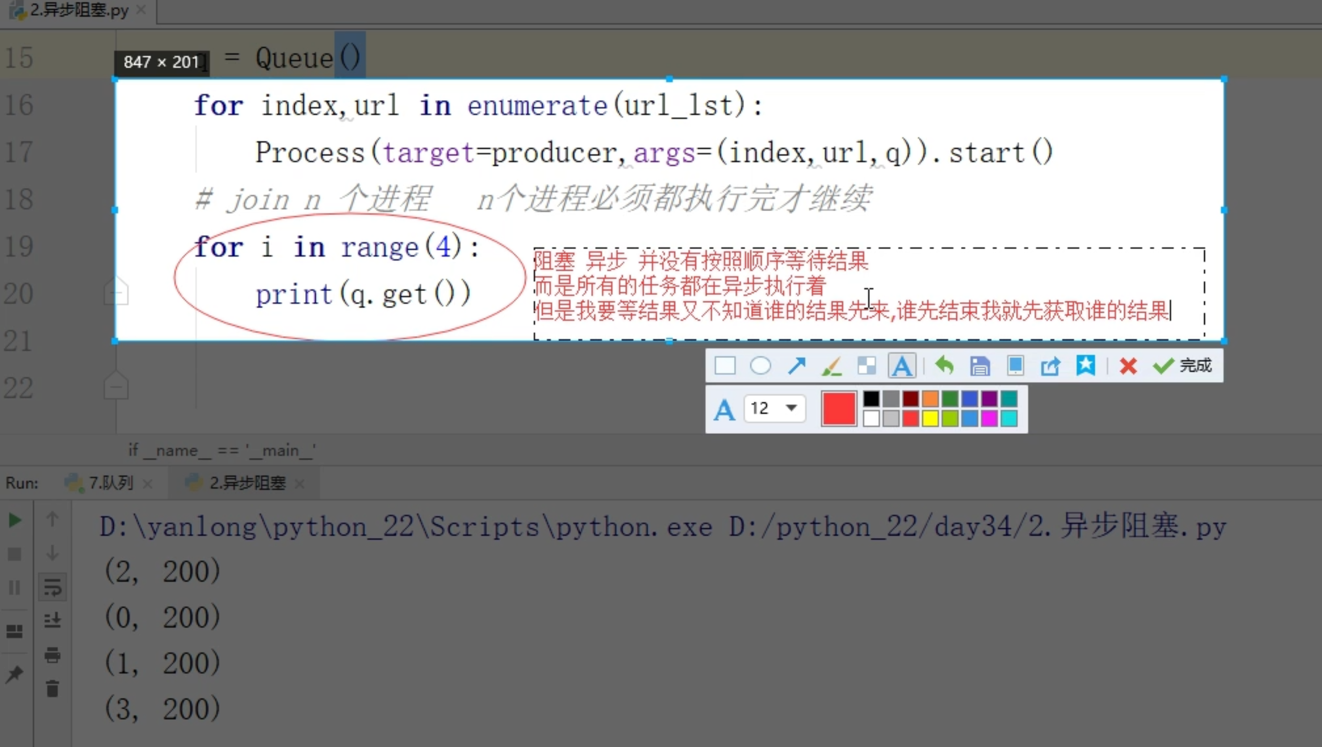 2.异步阻塞.py
15 = Queue()
847 × 201
16 for index,url in enumerate(url_lst):
17 Process(target=producer,args=(index,url,q)).start()
18 # join n 个进程 n个进程必须都执行完才继续
19 for i in range(4):
20 print(q.get())
21
22
阻塞 异步 并没有按照顺序等待结果
而是所有的任务都在异步执行着
但是我要等结果又不知道谁的结果先来,谁先结束我就先获取谁的结果
A 完成
A 12
if __name__ == '__main__'
Run: 7.队列 2.异步阻塞
D:\yanlong\python_22\Scripts\python.exe D:/python_22/day34/2.异步阻塞.py
(2, 200)
(0, 200)
(1, 200)
(3, 200)